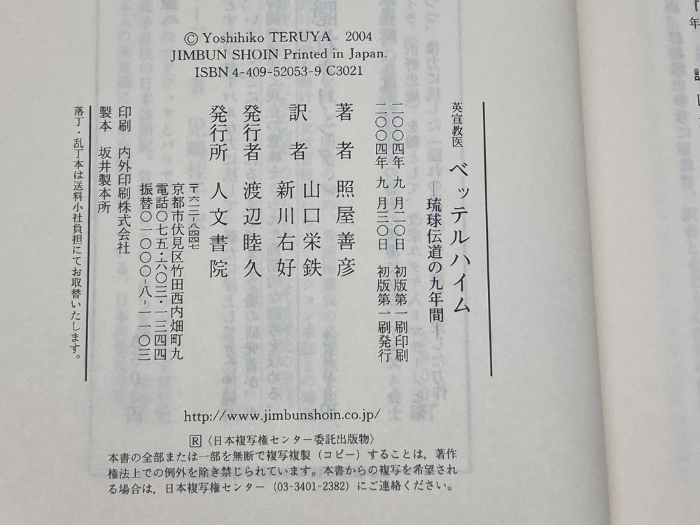 © Yoshihiko TERUYA 2004
JIMBUN SHOIN Printed in Japan.
ISBN 4-409-52053-9 C3021
英宣教医 ベッテルハイム
―琉球伝道の九年間―
二〇〇四年 九 月二〇日 初版第一刷印刷
二〇〇四年 九 月三〇日 初版第一刷発行
著 者 照屋善彦
訳 者 山口栄鉄
新川右好
発行者 渡辺睦久
発行所 人文書院
〒六一二-八四四七
京都市伏見区竹田西内畑町九
電話〇七五・六〇三・一三四四
振替〇一〇〇〇-八-一一〇三
印刷 内外印刷株式会社
製本 坂井製本所
落丁・乱丁本は送料小社負担にてお取替いたします。
http://www.jimbunshoin.co.jp/
R〈日本複写権センター委託出版物〉
本書の全部または一部を無断で複写複製（コピー）することは，著作
権法上での例外を除き禁じられています。本書からの複写を希望され
る場合は，日本複写権センター（03-3401-2382）にご連絡ください。